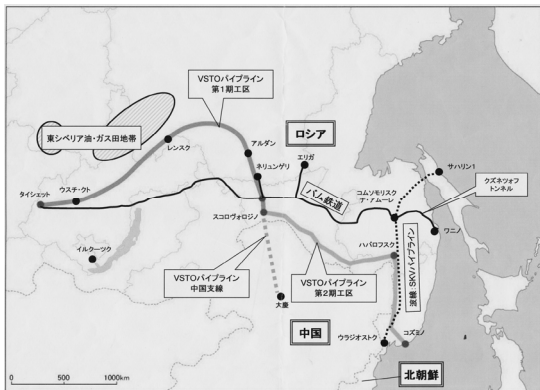 VSTOパイプライン
第1期工区
ロシア
アルダン
エリガ
東シベリア油・ガス田地帯
レンスク
ネリュングリ
サハリン1
クズネツォフ
トンネル
コムソモリスク
ナ・アムーレ
バム鉄道
ウスチ・クト
タイシェット
ワニノ
スコロヴォロジノ
イルクーツク
ハバロフスク
VSTOパイプライン
中国支線
VSTOパイプライン
第2期工区
SKVパイプライン
大慶
中国
ウラジオストク
コズミノ
北朝鮮
0 500 1000km